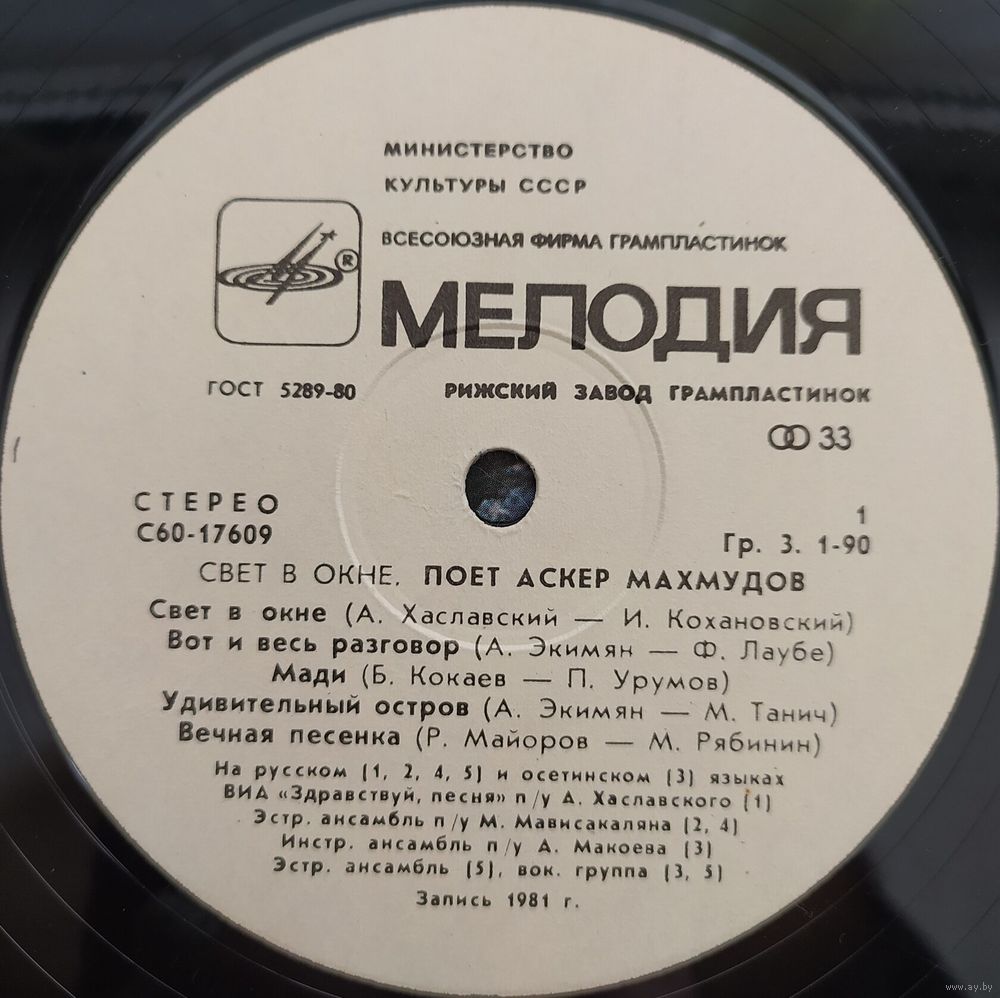 МИНИСТЕРСТВО
КУЛЬТУРЫ СССР
ВСЕСОЮЗНАЯ ФИРМА ГРАМПЛАСТИНОК
®
МЕЛОДИЯ
ГОСТ 5289-80 РИЖСКИЙ ЗАВОД ГРАМПЛАСТИНОК
33
СТЕРЕО
С60-17609
1
Гр. 3. 1-90
СВЕТ В ОКНЕ. ПОЕТ АСКЕР МАХМУДОВ
Свет в окне (А. Хаславский — И. Кохановский)
Вот и весь разговор (А. Экимян — Ф. Лаубе)
Мади (Б. Кокаев — П. Урумов)
Удивительный остров (А. Экимян — М. Танич)
Вечная песенка (Р. Майоров — М. Рябинин)
На русском (1, 2, 4, 5) и осетинском (3) языках
ВИА «Здравствуй, песня» п/у А. Хаславского (1)
Эстр. ансамбль п/у М. Мависакаляна (2, 4)
Инстр. ансамбль п/у А. Макоева (3)
Эстр. ансамбль (5), вок. группа (3, 5)
Запись 1981 г.
www.ay.by